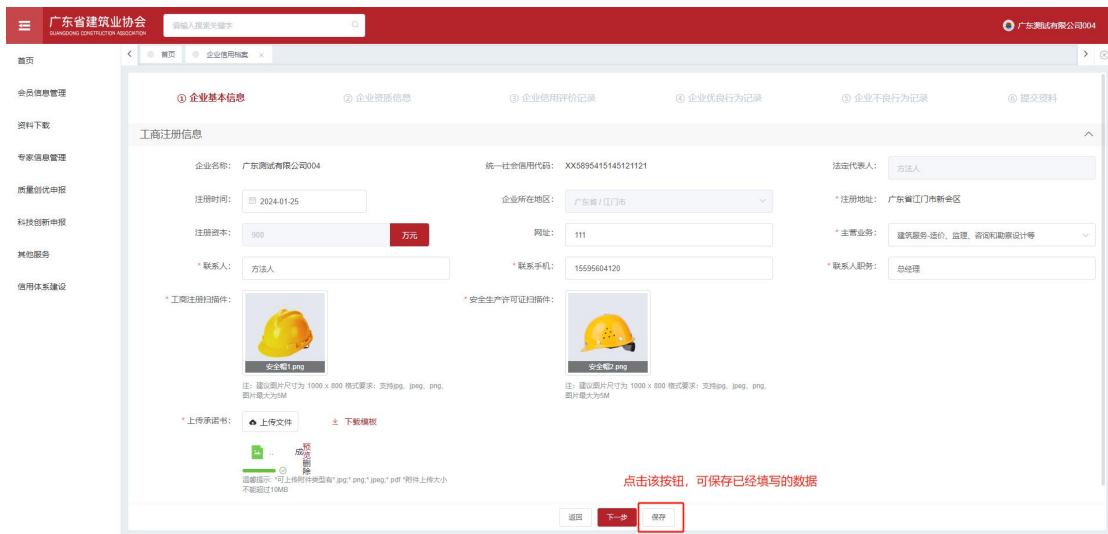 广东省建筑业协会
GUANGDONG CONSTRUCTION ASSOCIATION
请输入搜索关键字
广东测试有限公司004
首页
会员信息管理
资料下载
专家信息管理
质量创优申报
科技创新申报
其他服务
信用体系建设
首页 企业信用档案 ×
① 企业基本信息 ② 企业资质信息 ③ 企业信用评价记录 ④ 企业优良行为记录 ⑤ 企业不良行为记录 ⑥ 提交资料
工商注册信息
企业名称: 广东测试有限公司004 统一社会信用代码: XX5895415145121121 法定代表人: 方法人
注册时间: 2024-01-25 企业所在地区: 广东省 / 江门市 *注册地址: 广东省江门市新会区
注册资本: 900 万元 网址: 111 *主营业务: 建筑服务-造价、监理、咨询和勘察设计等
*联系人: 方法人 *联系手机: 15595604120 *联系人职务: 总经理
*工商注册扫描件: *安全生产许可证扫描件:
安全帽1.png 安全帽2.png
注: 建议图片尺寸为 1000 x 800 格式要求: 支持jpg、jpeg、png, 注: 建议图片尺寸为 1000 x 800 格式要求: 支持jpg、jpeg、png,
图片最大为5M 图片最大为5M
*上传承诺书: 上传文件 下载模板
.. 成 预览
删除
温馨提示: *可上传附件类型有*.jpg;*.png;*.jpeg;*.pdf *附件上传大小
不能超过10MB
点击该按钮，可保存已经填写的数据
返回 下一步 保存